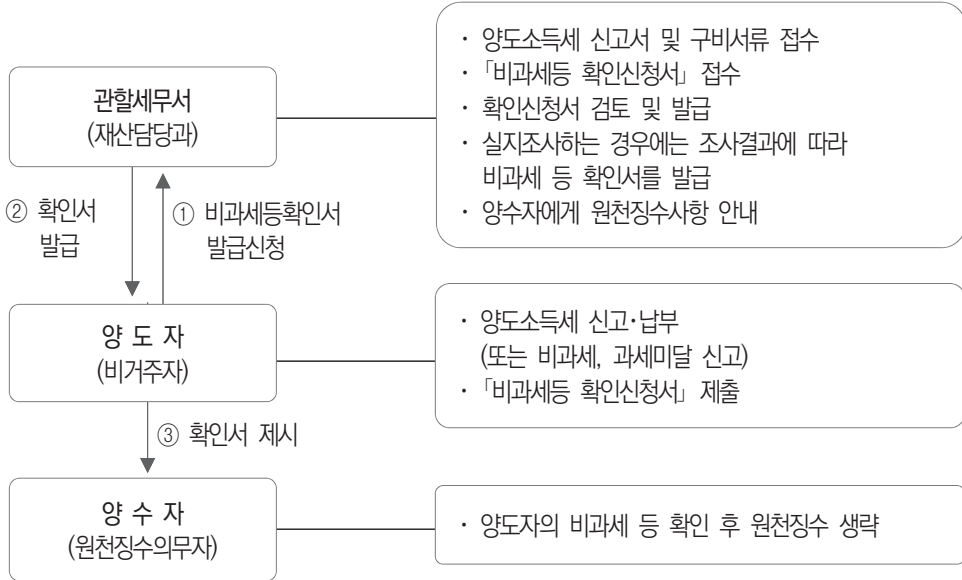 · 양도소득세 신고서 및 구비서류 접수
· 「비과세등 확인신청서」 접수
· 확인신청서 검토 및 발급
· 실지조사하는 경우에는 조사결과에 따라
비과세 등 확인서를 발급
· 양수자에게 원천징수사항 안내
관할세무서
(재산담당과)
② 확인서
발급
① 비과세등확인서
발급신청
양 도 자
(비거주자)
· 양도소득세 신고·납부
(또는 비과세, 과세미달 신고)
· 「비과세등 확인신청서」 제출
③ 확인서 제시
양 수 자
(원천징수의무자)
· 양도자의 비과세 등 확인 후 원천징수 생략